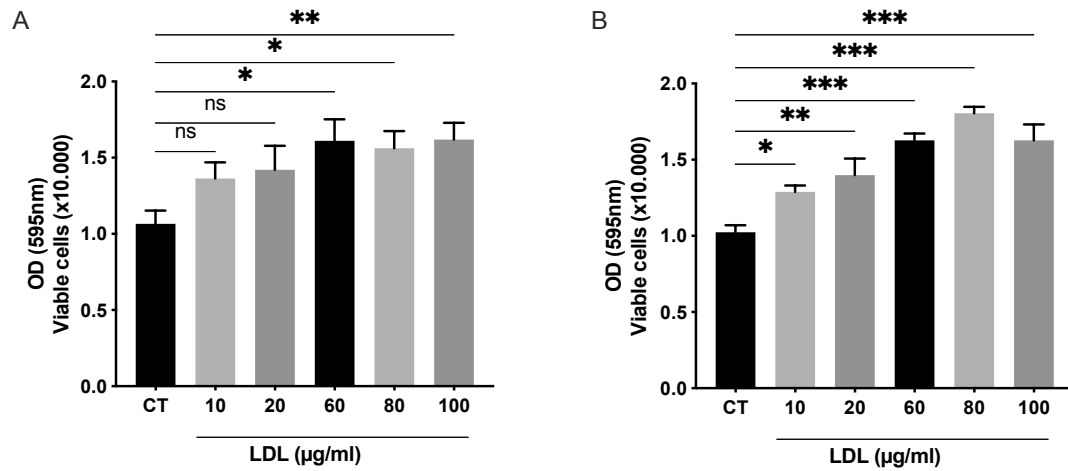 A
**
*
*
ns
ns
2.0
1.5
1.0
0.5
0.0
OD (595nm)
Viable cells (x10.000)
CT 10 20 60 80 100
LDL (µg/ml)
B
***
***
***
**
*
2.0
1.5
1.0
0.5
0.0
OD (595nm)
Viable cells (x10.000)
CT 10 20 60 80 100
LDL (µg/ml)